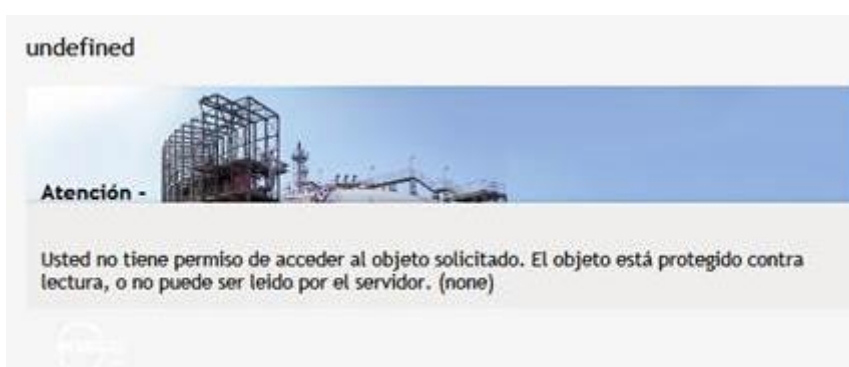 undefined
Atención -
Usted no tiene permiso de acceder al objeto solicitado. El objeto está protegido contra
lectura, o no puede ser leido por el servidor. (none)